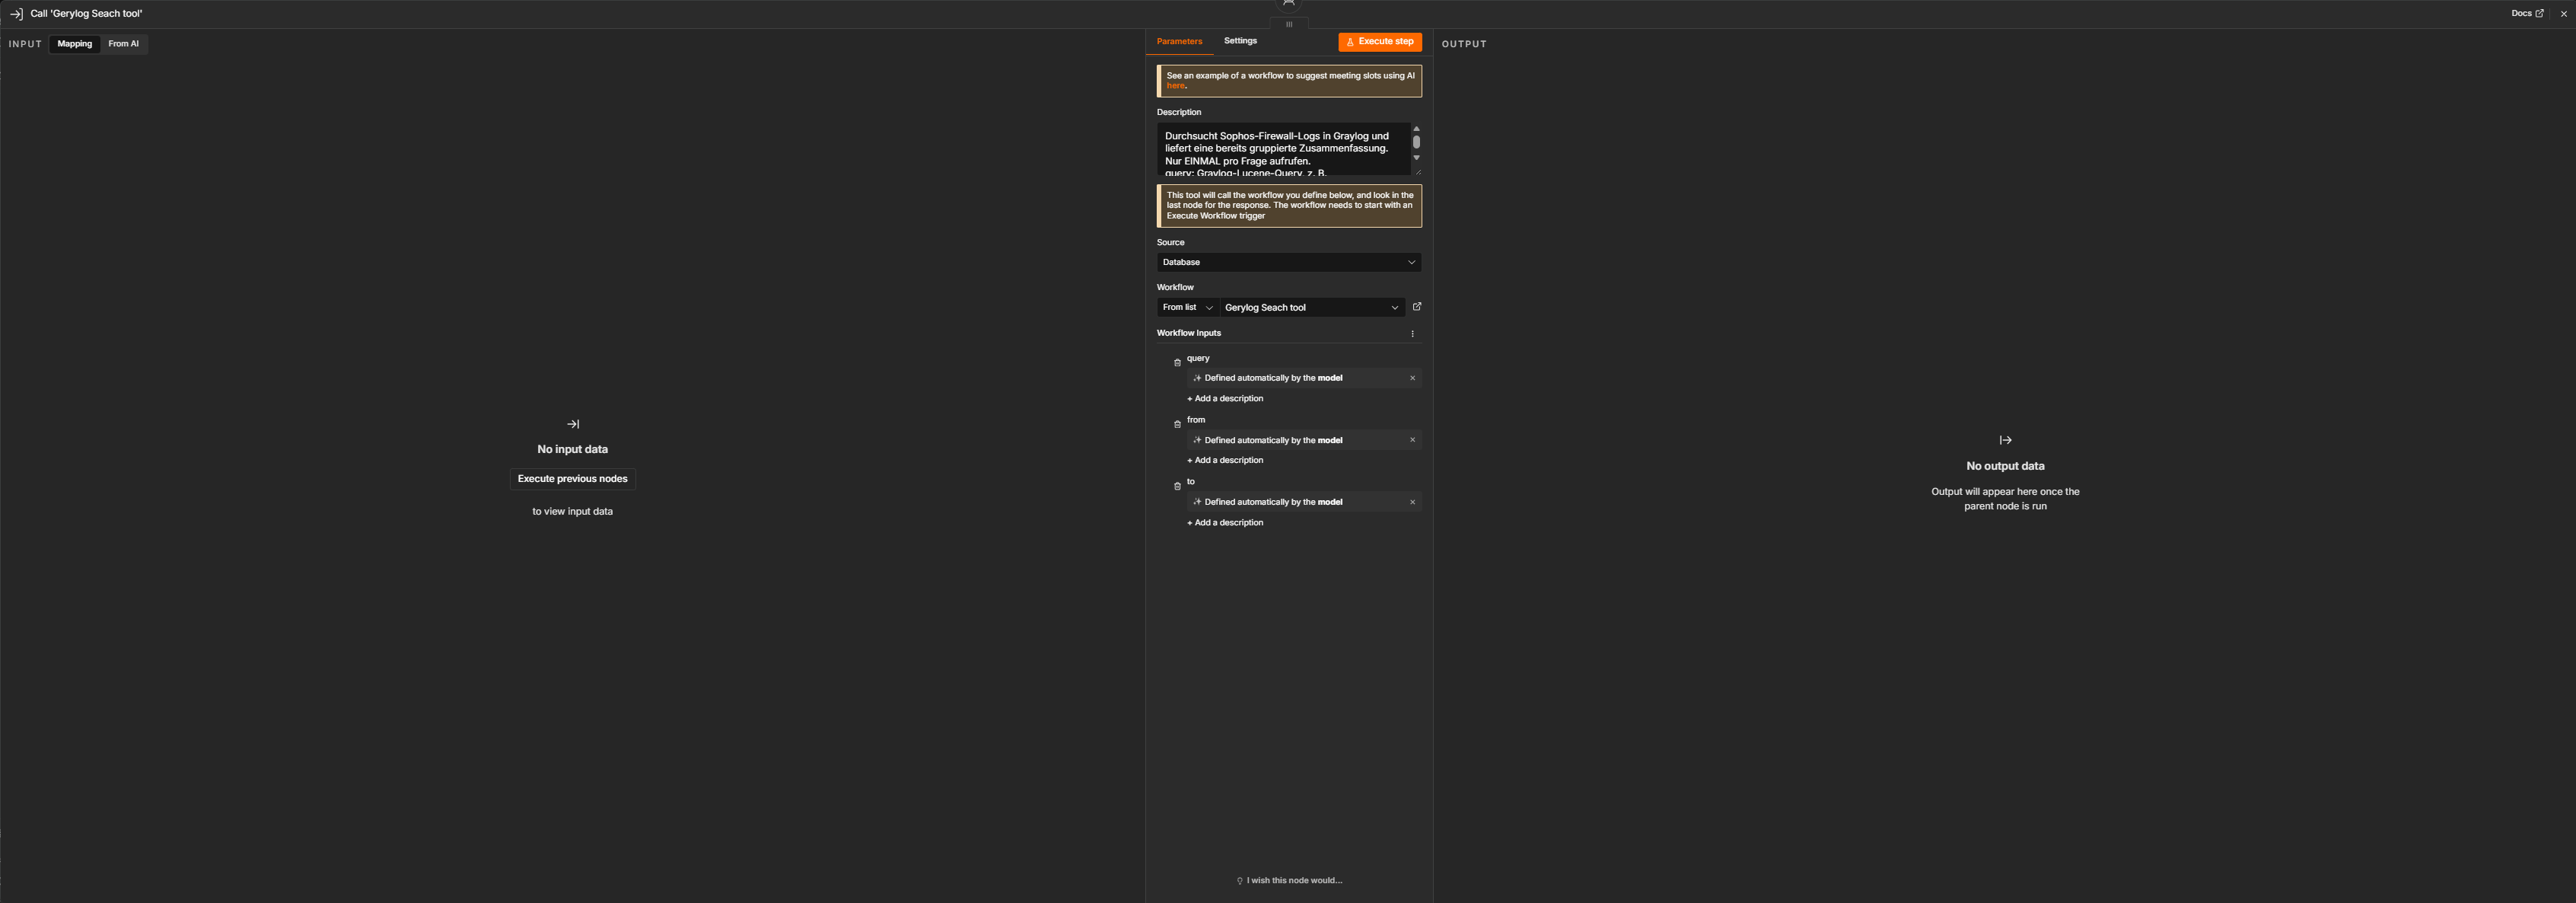 Call 'Gerylog Seach tool'
Docs
INPUT
Mapping
From AI
No input data
Execute previous nodes
to view input data
Parameters
Settings
Execute step
See an example of a workflow to suggest meeting slots using AI
here.
Description
Durchsucht Sophos-Firewall-Logs in Graylog und
liefert eine bereits gruppierte Zusammenfassung.
Nur EINMAL pro Frage aufrufen.
query: Graylog-Lucene-Query, z. B.
This tool will call the workflow you define below, and look in the
last node for the response. The workflow needs to start with an
Execute Workflow trigger
Source
Database
Workflow
From list
Gerylog Seach tool
Workflow Inputs
query
Defined automatically by the model
+ Add a description
from
Defined automatically by the model
+ Add a description
to
Defined automatically by the model
+ Add a description
I wish this node would...
OUTPUT
No output data
Output will appear here once the
parent node is run